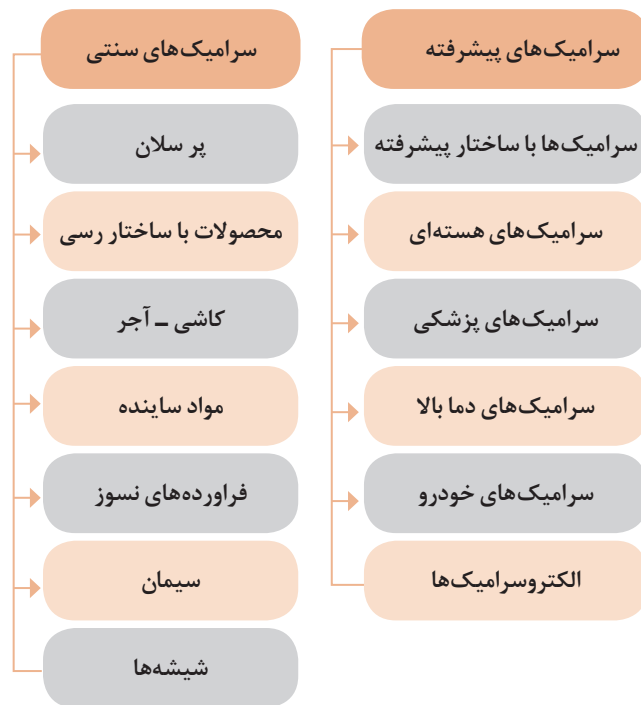 سرامیک‌های پیشرفته
سرامیک‌ها با ساختار پیشرفته
سرامیک‌های هسته‌ای
سرامیک‌های پزشکی
سرامیک‌های دما بالا
سرامیک‌های خودرو
الکتروسرامیک‌ها
سرامیک‌های سنتی
پر سلان
محصولات با ساختار رسی
کاشی ـ آجر
مواد ساینده
فراورده‌های نسوز
سیمان
شیشه‌ها